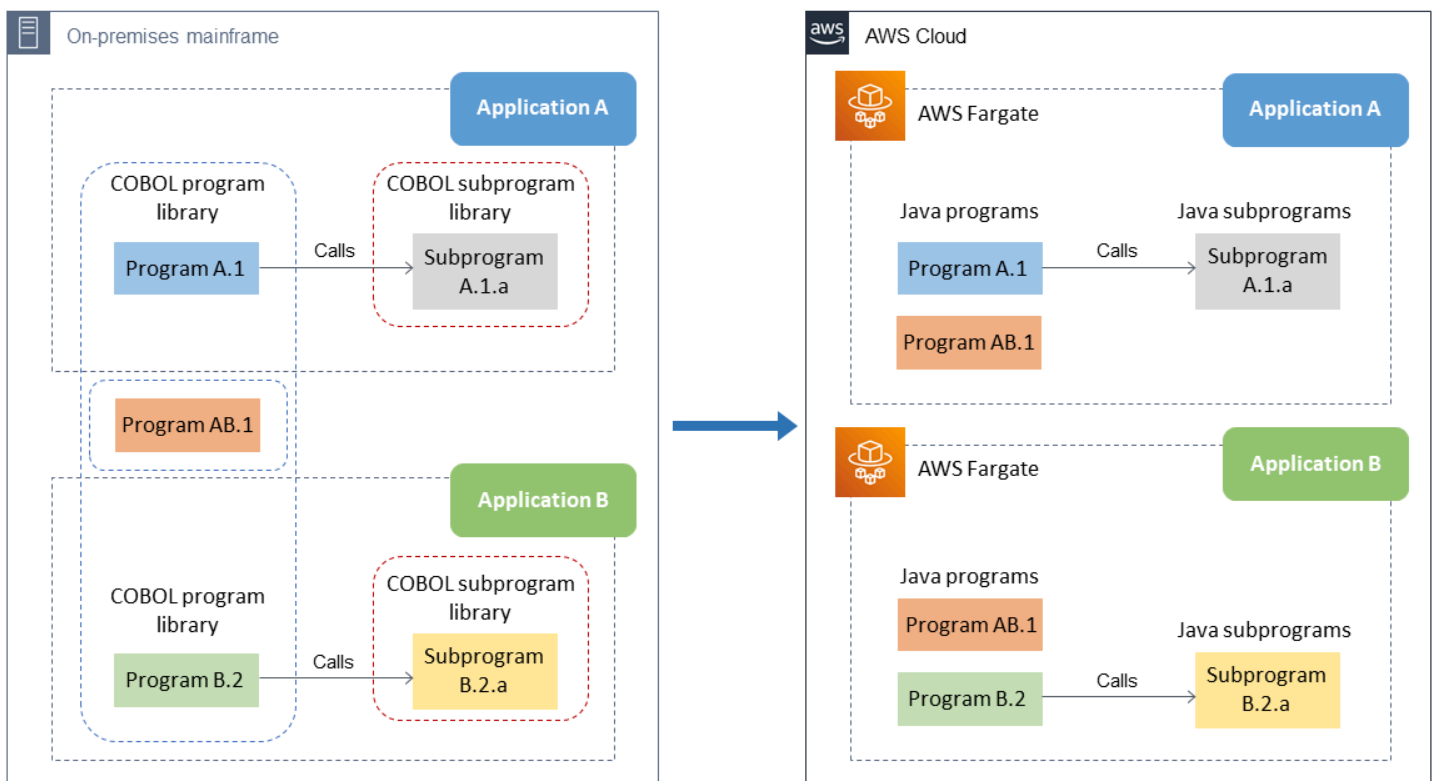 On-premises mainframe
Application A
COBOL program
library
COBOL subprogram
library
Program A.1
Calls
Subprogram
A.1.a
Program AB.1
Application B
COBOL program
library
COBOL subprogram
library
Program B.2
Calls
Subprogram
B.2.a
aws
AWS Cloud
AWS Fargate
Application A
Java programs
Java subprograms
Program A.1
Calls
Subprogram
A.1.a
Program AB.1
AWS Fargate
Application B
Java programs
Program AB.1
Java subprograms
Program B.2
Calls
Subprogram
B.2.a